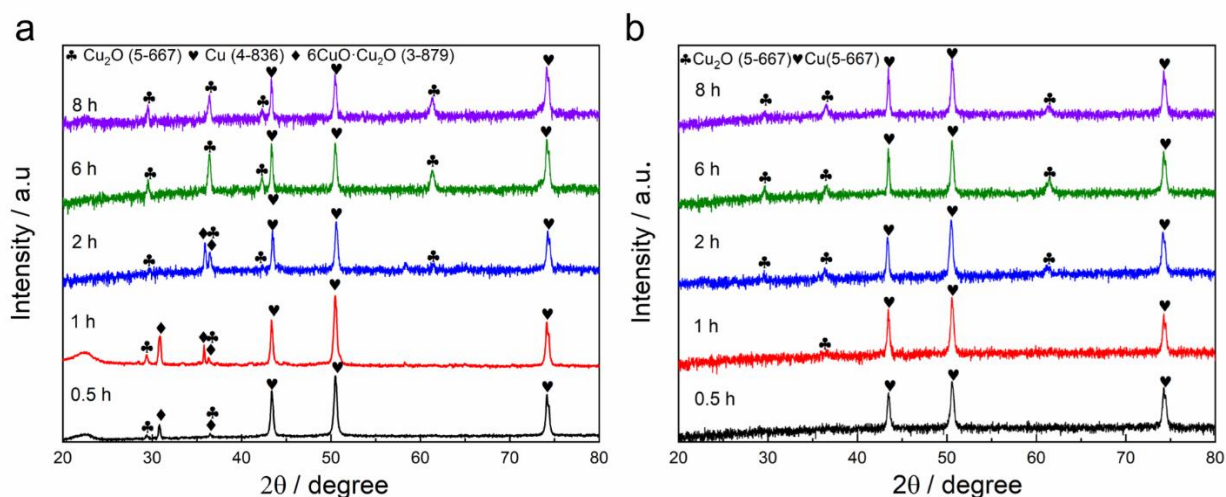 a
♣ Cu₂O (5-667) ♥ Cu (4-836) ♦ 6CuO·Cu₂O (3-879)
8 h
6 h
2 h
1 h
0.5 h
Intensity / a.u
20 30 40 50 60 70 80
2θ / degree
b
♣Cu₂O (5-667)♥Cu(5-667)
8 h
6 h
2 h
1 h
0.5 h
Intensity / a.u.
20 30 40 50 60 70 80
2θ / degree